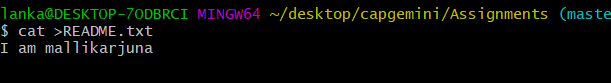 lanka@DESKTOP-7ODBRCI MINGW64 ~/desktop/capgemini/Assignments (maste
$ cat >README.txt
I am mallikarjuna